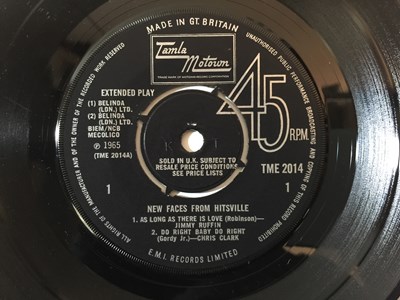 MADE IN GT BRITAIN
UNAUTHORISED PUBLIC PERFORMANCE BROADCASTING AND COPYING OF THIS RECORD PROHIBITED
ALL RIGHTS OF THE MANUFACTURER AND OF THE OWNER OF THE RECORDED WORK RESERVED
Tamla
Motown
TRADE MARK OF TAMLA MOTOWN RECORD CORPORATION
45
R.P.M.
EXTENDED PLAY
(1) BELINDA
(LDN.) LTD.
(2) BELINDA
(LDN.) LTD.
BIEM/NCB
MECOLICO
℗ 1965
(TME 2014A)
SOLD IN U.K. SUBJECT TO
RESALE PRICE CONDITIONS
SEE PRICE LISTS
TME 2014
1
1
NEW FACES FROM HITSVILLE
1. AS LONG AS THERE IS LOVE (Robinson)—
JIMMY RUFFIN
2. DO RIGHT BABY DO RIGHT
(Gordy Jr.)—CHRIS CLARK
E.M.I. RECORDS LIMITED